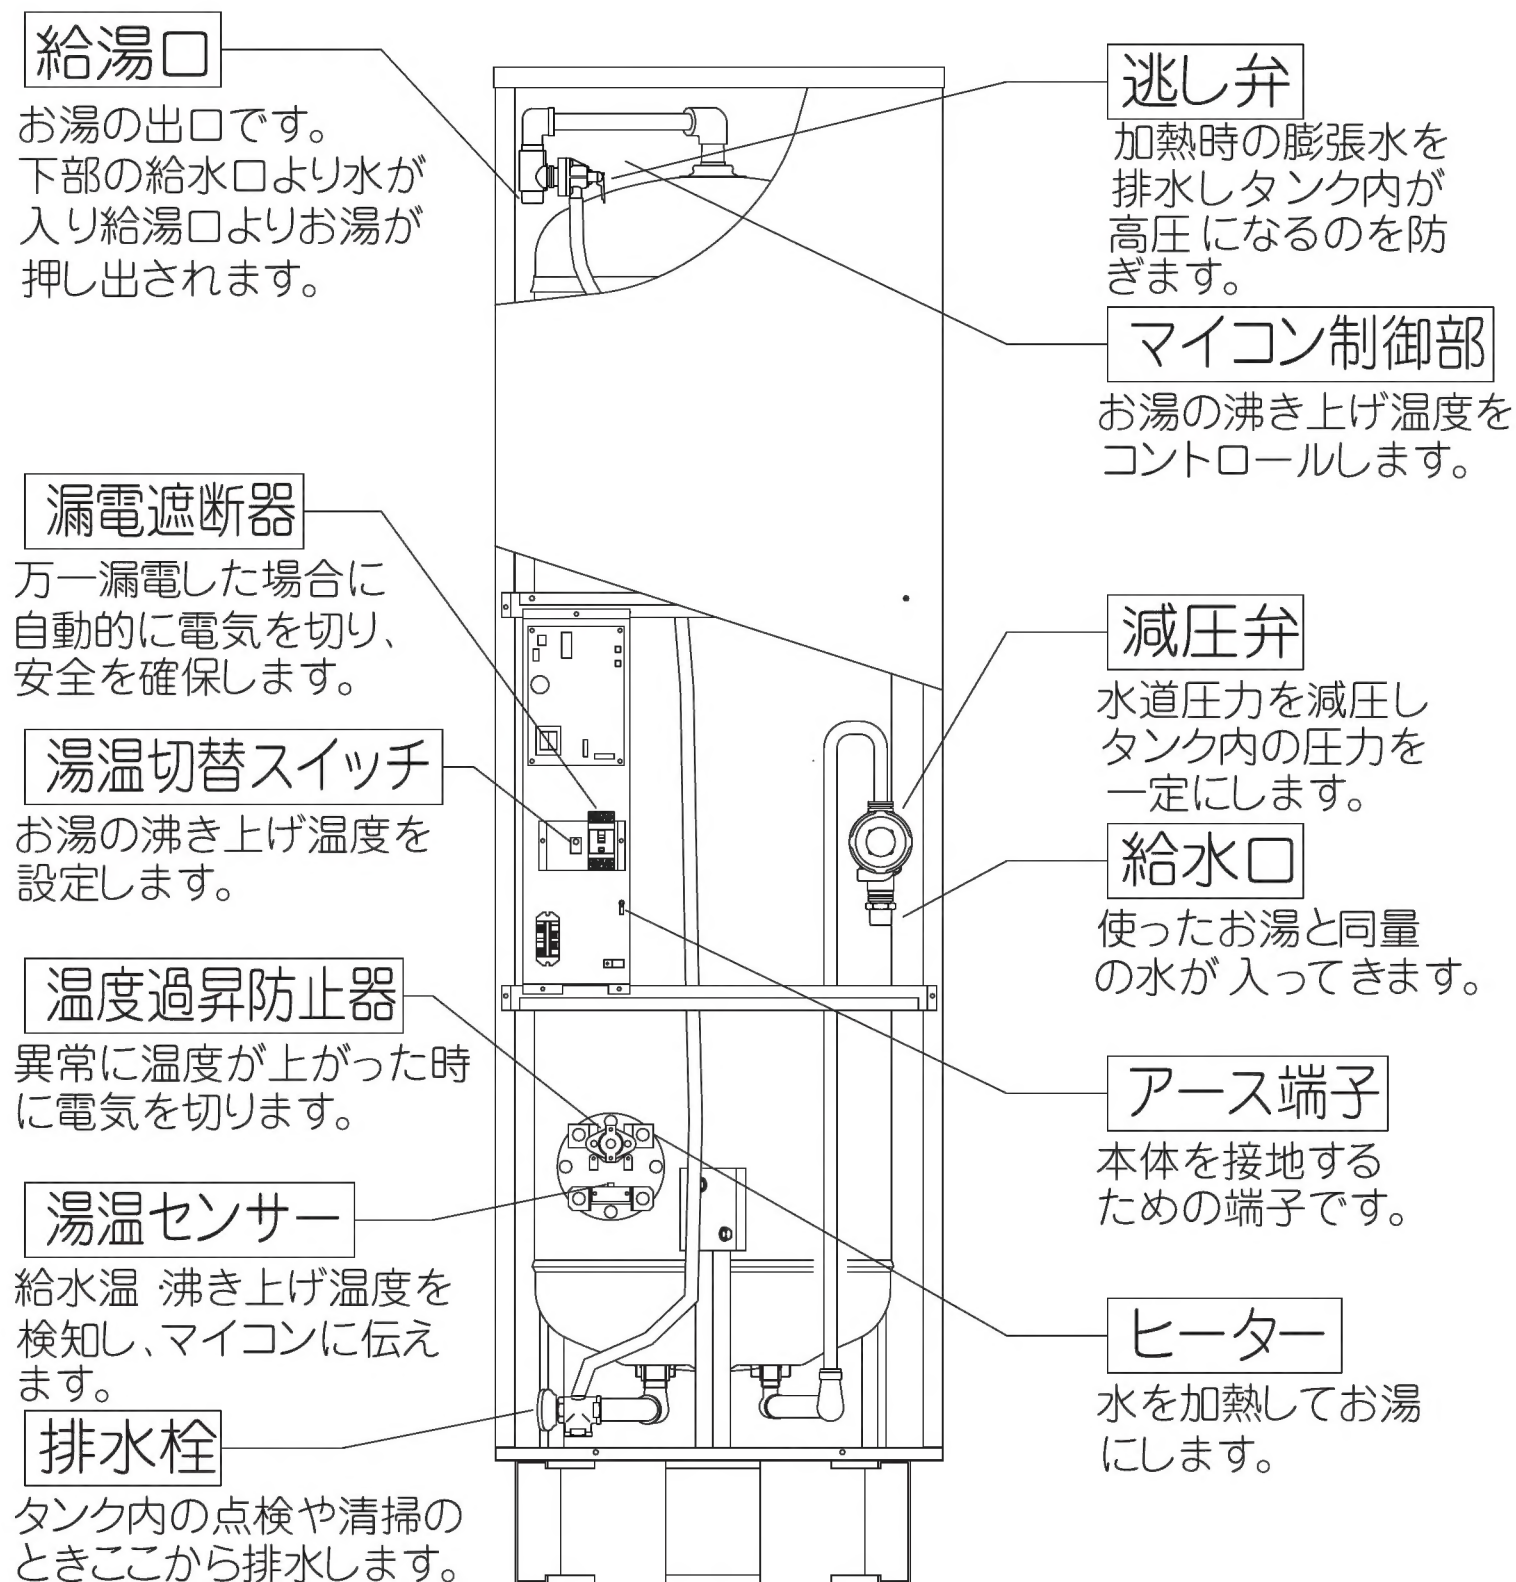 給湯口
お湯の出口です。
下部の給水口より水が
入り給湯口よりお湯が
押し出されます。
漏電遮断器
万一漏電した場合に
自動的に電気を切り、
安全を確保します。
湯温切替スイッチ
お湯の沸き上げ温度を
設定します。
温度過昇防止器
異常に温度が上がった時
に電気を切ります。
湯温センサー
給水温・沸き上げ温度を
検知し、マイコンに伝え
ます。
排水栓
タンク内の点検や清掃の
ときここから排水します。
逃し弁
加熱時の膨張水を
排水しタンク内が
高圧になるのを防
ぎます。
マイコン制御部
お湯の沸き上げ温度を
コントロールします。
減圧弁
水道圧力を減圧し
タンク内の圧力を
一定にします。
給水口
使ったお湯と同量
の水が入ってきます。
アース端子
本体を接地する
ための端子です。
ヒーター
水を加熱してお湯
にします。